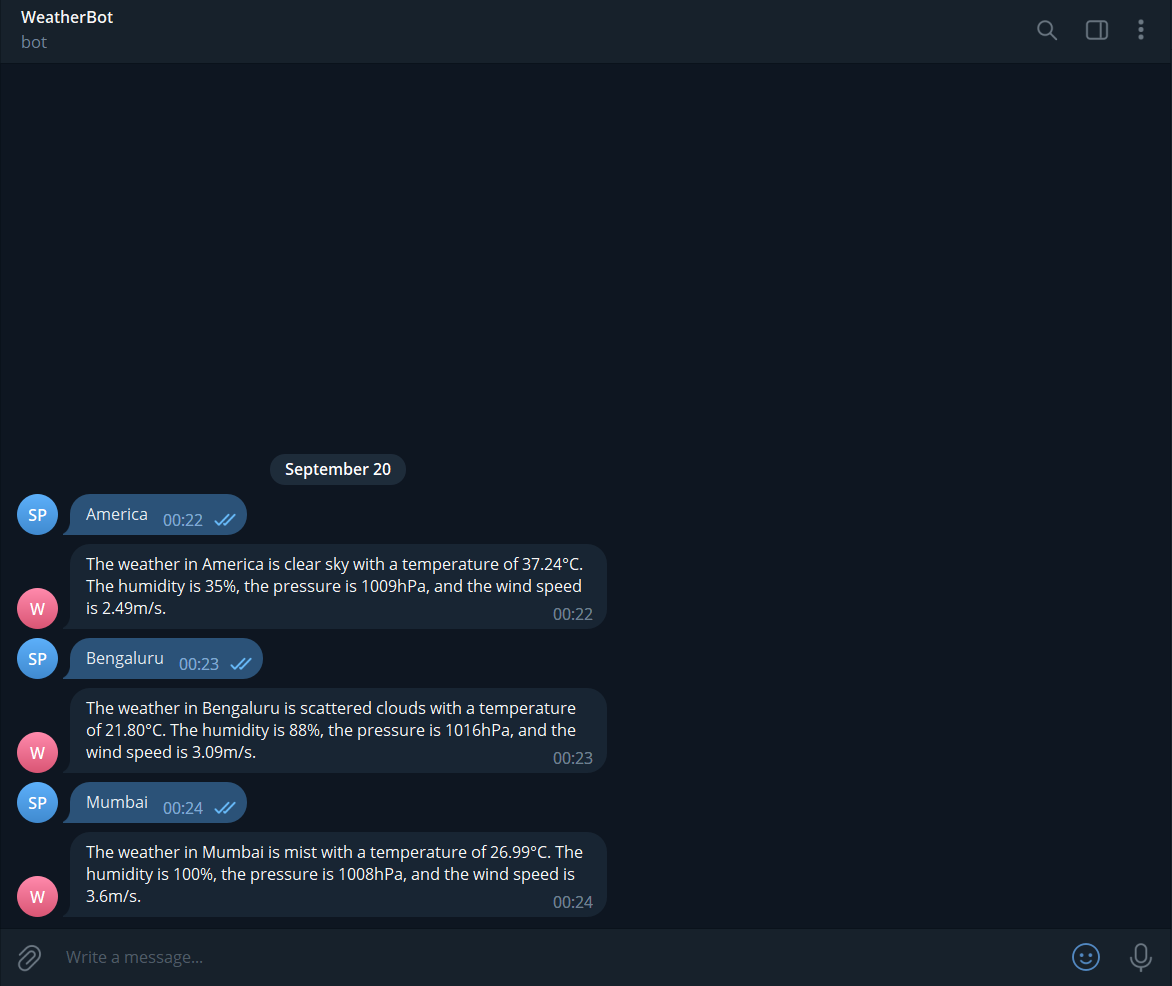 WeatherBot
bot
September 20
SP
America 00:22
The weather in America is clear sky with a temperature of 37.24°C.
The humidity is 35%, the pressure is 1009hPa, and the wind speed
is 2.49m/s.
W
00:22
SP
Bengaluru 00:23
The weather in Bengaluru is scattered clouds with a temperature
of 21.80°C. The humidity is 88%, the pressure is 1016hPa, and the
wind speed is 3.09m/s.
W
00:23
SP
Mumbai 00:24
The weather in Mumbai is mist with a temperature of 26.99°C. The
humidity is 100%, the pressure is 1008hPa, and the wind speed is
3.6m/s.
W
00:24
Write a message...